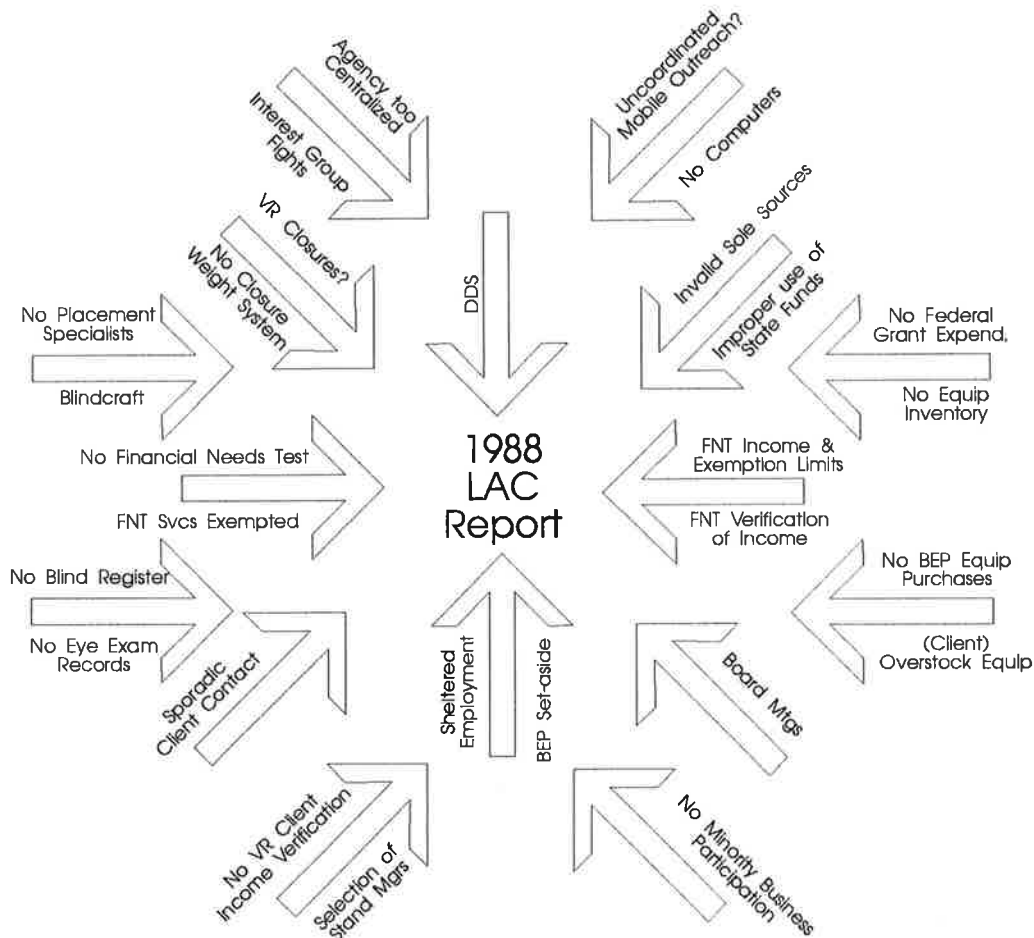 Agency too
Centralized
Interest Group
Fights
Uncoordinated
Mobile Outreach?
No Computers
VR Closures?
No Closure
Weight System
DDS
Invalid Sole Sources
Improper use of
State Funds
No Placement
Specialists
Blindcraft
No Federal
Grant Expend.
No Equip
Inventory
No Financial Needs Test
FNT Svcs Exempted
1988
LAC
Report
FNT Income &
Exemption Limits
FNT Verification
of Income
No Blind Register
No Eye Exam
Records
Sporadic
Client Contact
Sheltered
Employment
BEP Set-aside
Board Mtgs
No BEP Equip
Purchases
(Client)
Overstock Equip
No VR Client
Income Verification
Selection of
Stand Mgrs
No Minority Business
Participation